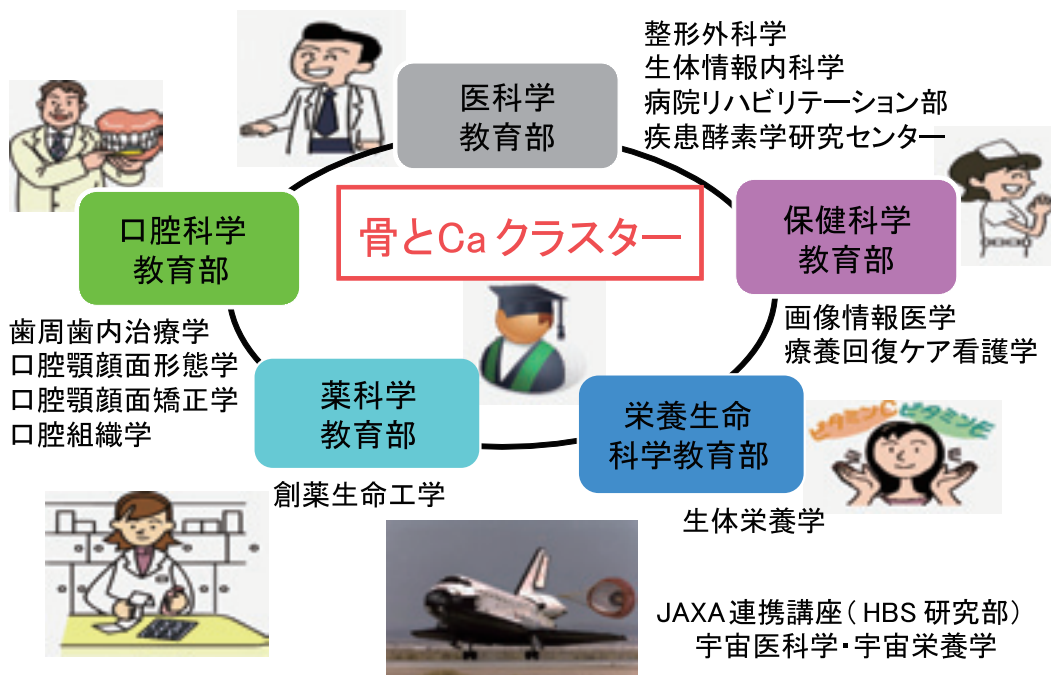 医科学
教育部
整形外科学
生体情報内科学
病院リハビリテーション部
疾患酵素学研究センター
骨とCa クラスター
口腔科学
教育部
保健科学
教育部
歯周歯内治療学
口腔顎顔面形態学
口腔顎顔面矯正学
口腔組織学
画像情報医学
療養回復ケア看護学
薬科学
教育部
栄養生命
科学教育部
ビタミンC ビタミンE
創薬生命工学
生体栄養学
JAXA 連携講座( HBS 研究部)
宇宙医科学・宇宙栄養学